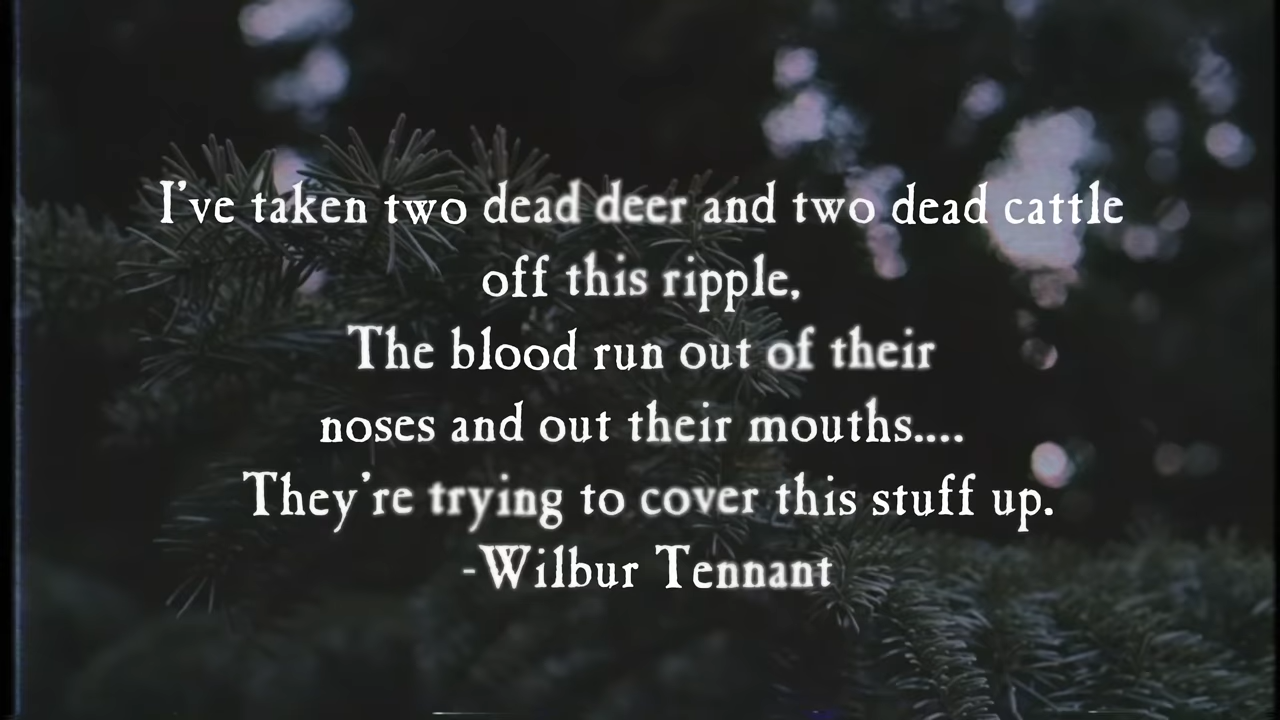 I've taken two dead deer and two dead cattle
off this ripple,
The blood run out of their
noses and out their mouths....
They're trying to cover this stuff up.
-Wilbur Tennant